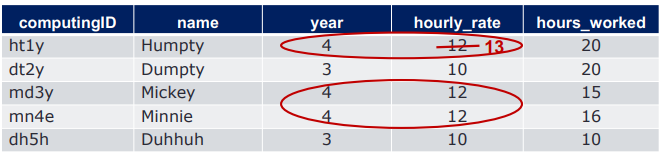 computingID name year hourly_rate hours_worked
ht1y Humpty 4 12 13 20
dt2y Dumpty 3 10 20
md3y Mickey 4 12 15
mn4e Minnie 4 12 16
dh5h Duhhuh 3 10 10